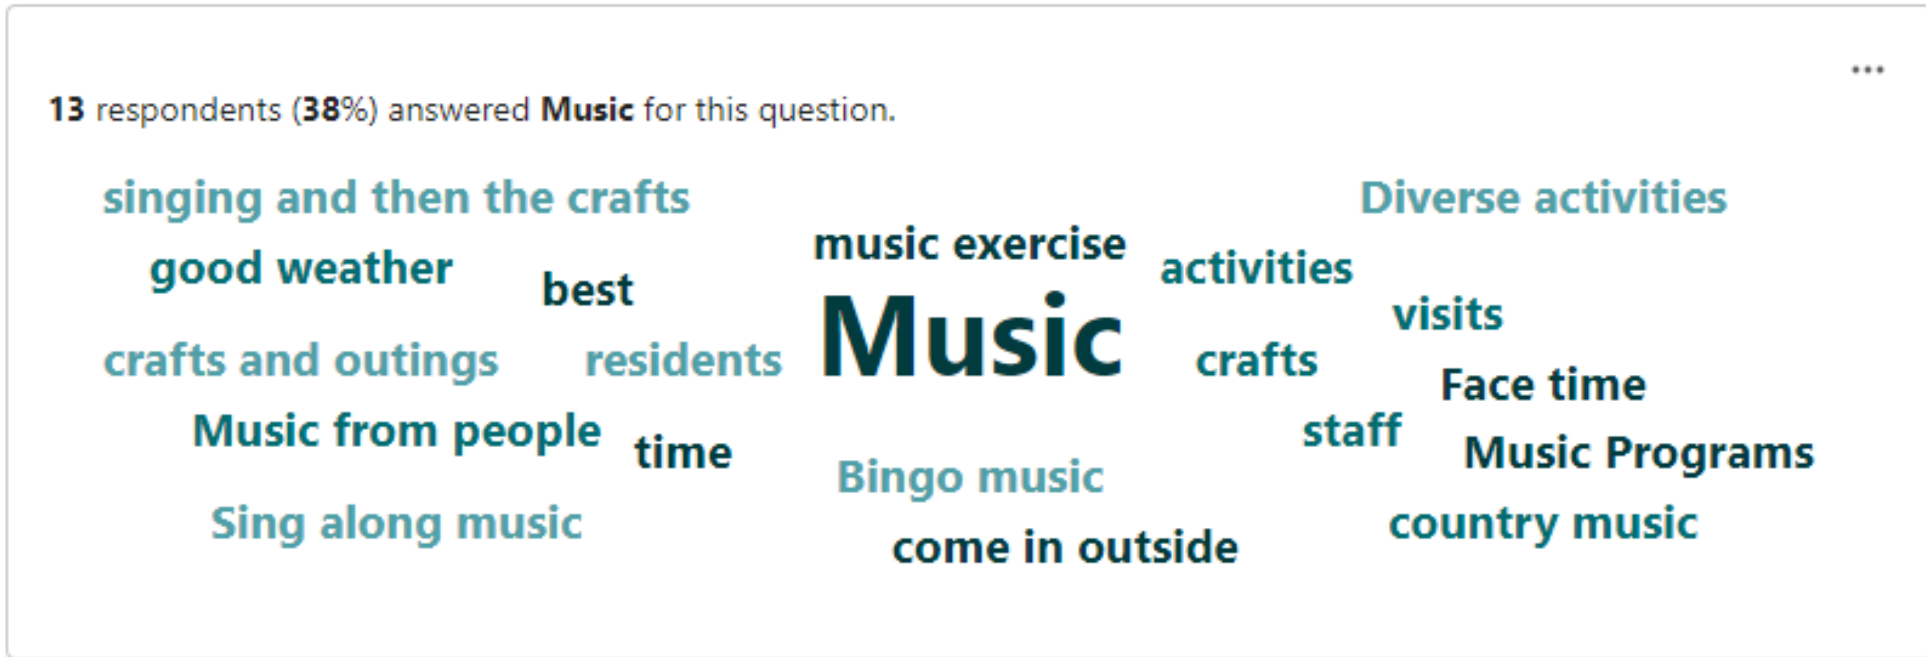 ...
13 respondents (38%) answered Music for this question.
singing and then the crafts
Diverse activities
music exercise
good weather
best
activities
Music
visits
crafts and outings
residents
crafts
Face time
Music from people
time
staff
Music Programs
Bingo music
Sing along music
country music
come in outside